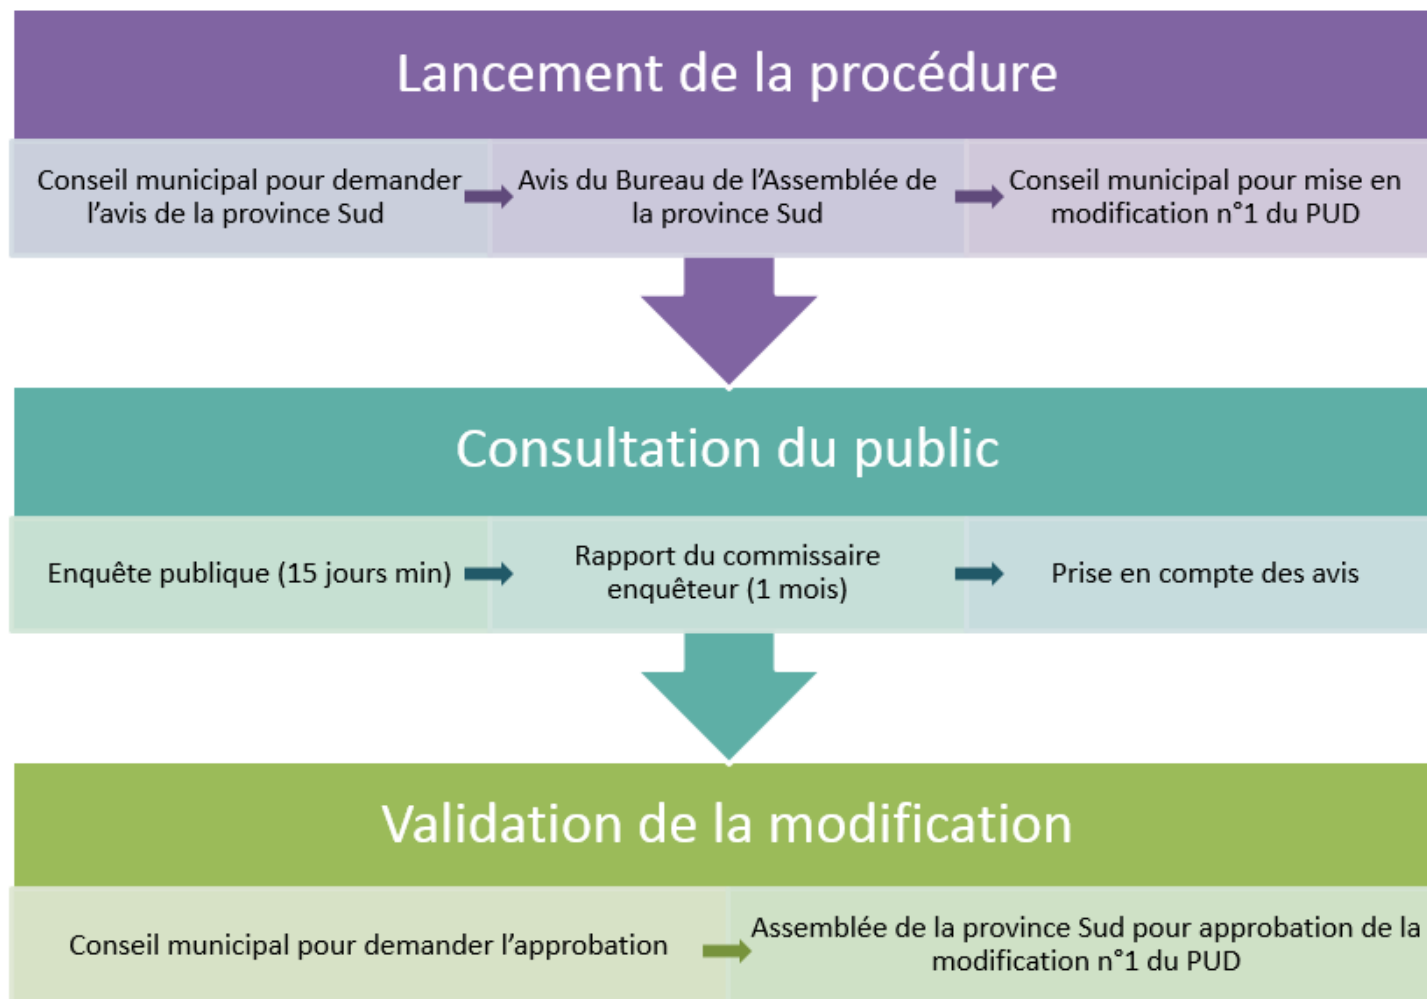 Lancement de la procédure
Conseil municipal pour demander
l’avis de la province Sud
Avis du Bureau de l’Assemblée de
la province Sud
Conseil municipal pour mise en
modification n°1 du PUD
Consultation du public
Enquête publique (15 jours min)
Rapport du commissaire
enquêteur (1 mois)
Prise en compte des avis
Validation de la modification
Conseil municipal pour demander l’approbation
Assemblée de la province Sud pour approbation de la
modification n°1 du PUD